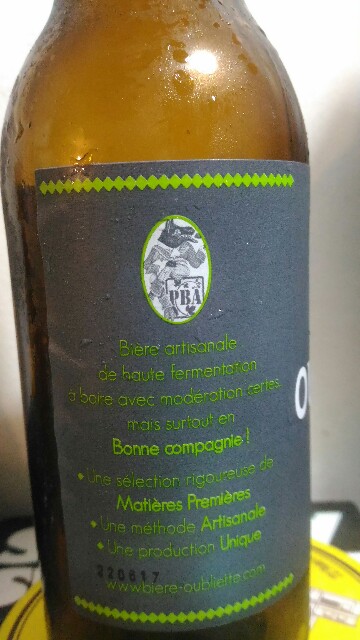 PBA
Bière artisanale
de haute fermentation
a boire avec modération certes
mais surtout en
Bonne compagnie !
• Une sélection rigoureuse de
Matières Premières
• Une méthode Artisanale
• Une production Unique
220617
www.biere-oubliette.com